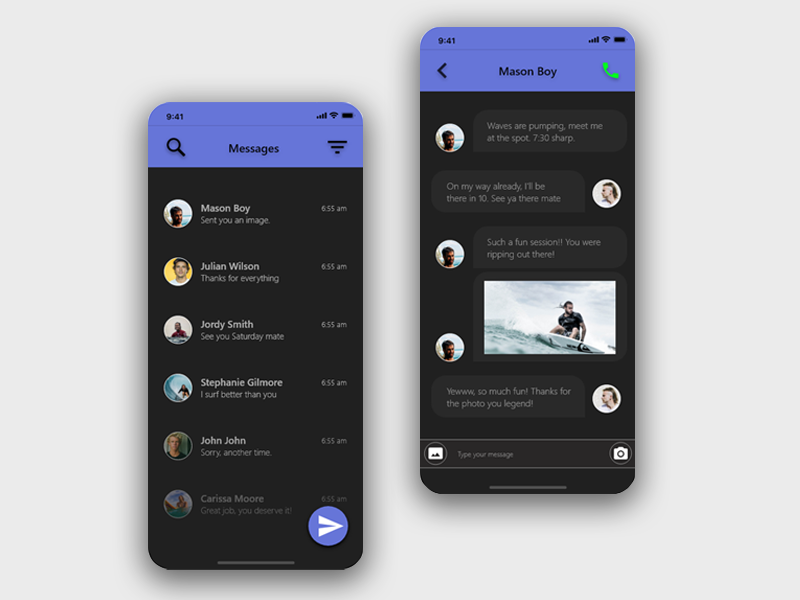 9:41
Messages
Mason Boy
6:55 am
Sent you an image.
Julian Wilson
6:55 am
Thanks for everything
Jordy Smith
6:55 am
See you Saturday mate
Stephanie Gilmore
6:55 am
I surf better than you
John John
6:55 am
Sorry, another time.
Carissa Moore
6:55 am
Great job, you deserve it!
9:41
Mason Boy
Waves are pumping, meet me
at the spot. 7:30 sharp.
On my way already, I'll be
there in 10. See ya there mate
Such a fun session!! You were
ripping out there!
Yewww, so much fun! Thanks for
the photo you legend!
Type your message